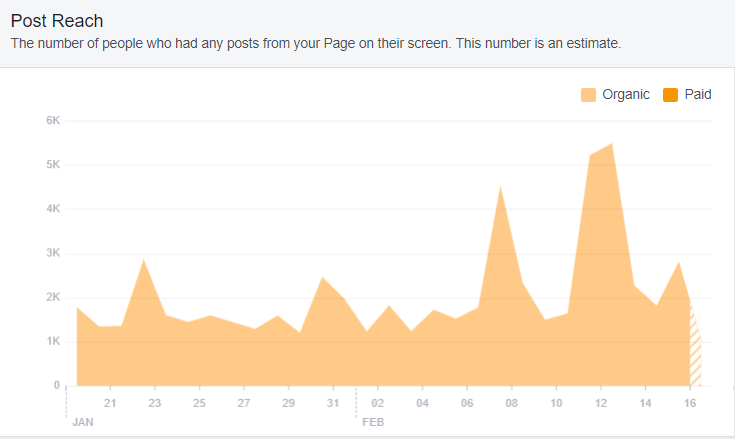 Post Reach
The number of people who had any posts from your Page on their screen. This number is an estimate.
Organic Paid
6K
5K
4K
3K
2K
1K
0
21 23 25 27 29 31 02 04 06 08 10 12 14 16
JAN FEB